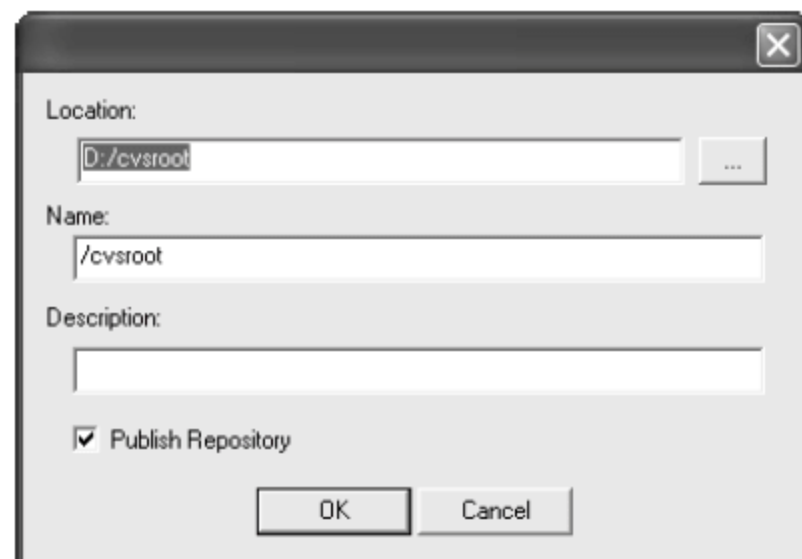 Location:
D:/cvsroot
...
Name:
/cvsroot
Description:
Publish Repository
OK
Cancel